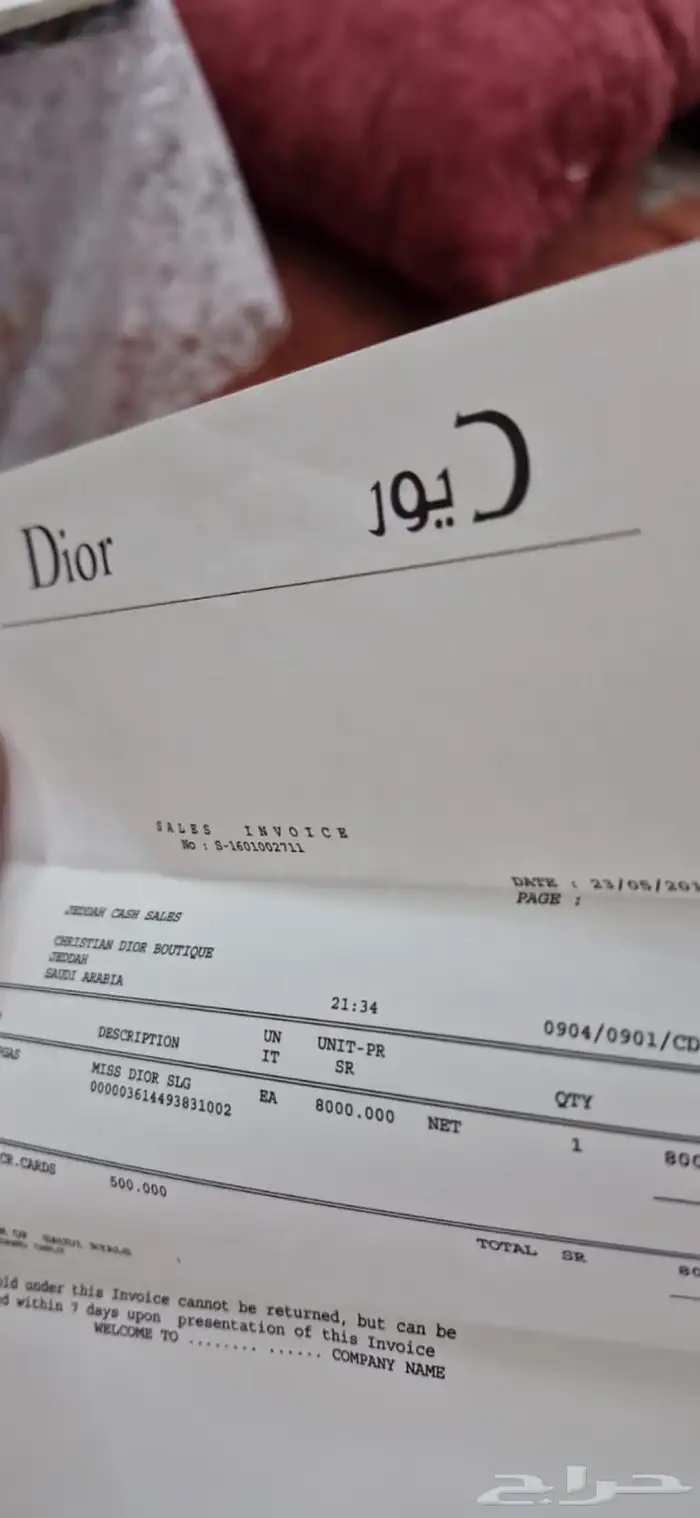 Dior ديور
SALES INVOICE
No : S-1601002711
DATE : 23/05/201
PAGE :
JEDDAH CASH SALES
CHRISTIAN DIOR BOUTIQUE
JEDDAH
SAUDI ARABIA
21:34 0904/0901/CD
DESCRIPTION UN UNIT-PR QTY
IT SR
MISS DIOR SLG EA 8000.000 NET 1 800
000003614493831002
CR.CARDS 500.000
TOTAL SR 80
old under this Invoice cannot be returned, but can be
d within 7 days upon presentation of this Invoice
WELCOME TO ........ ...... COMPANY NAME
حراج